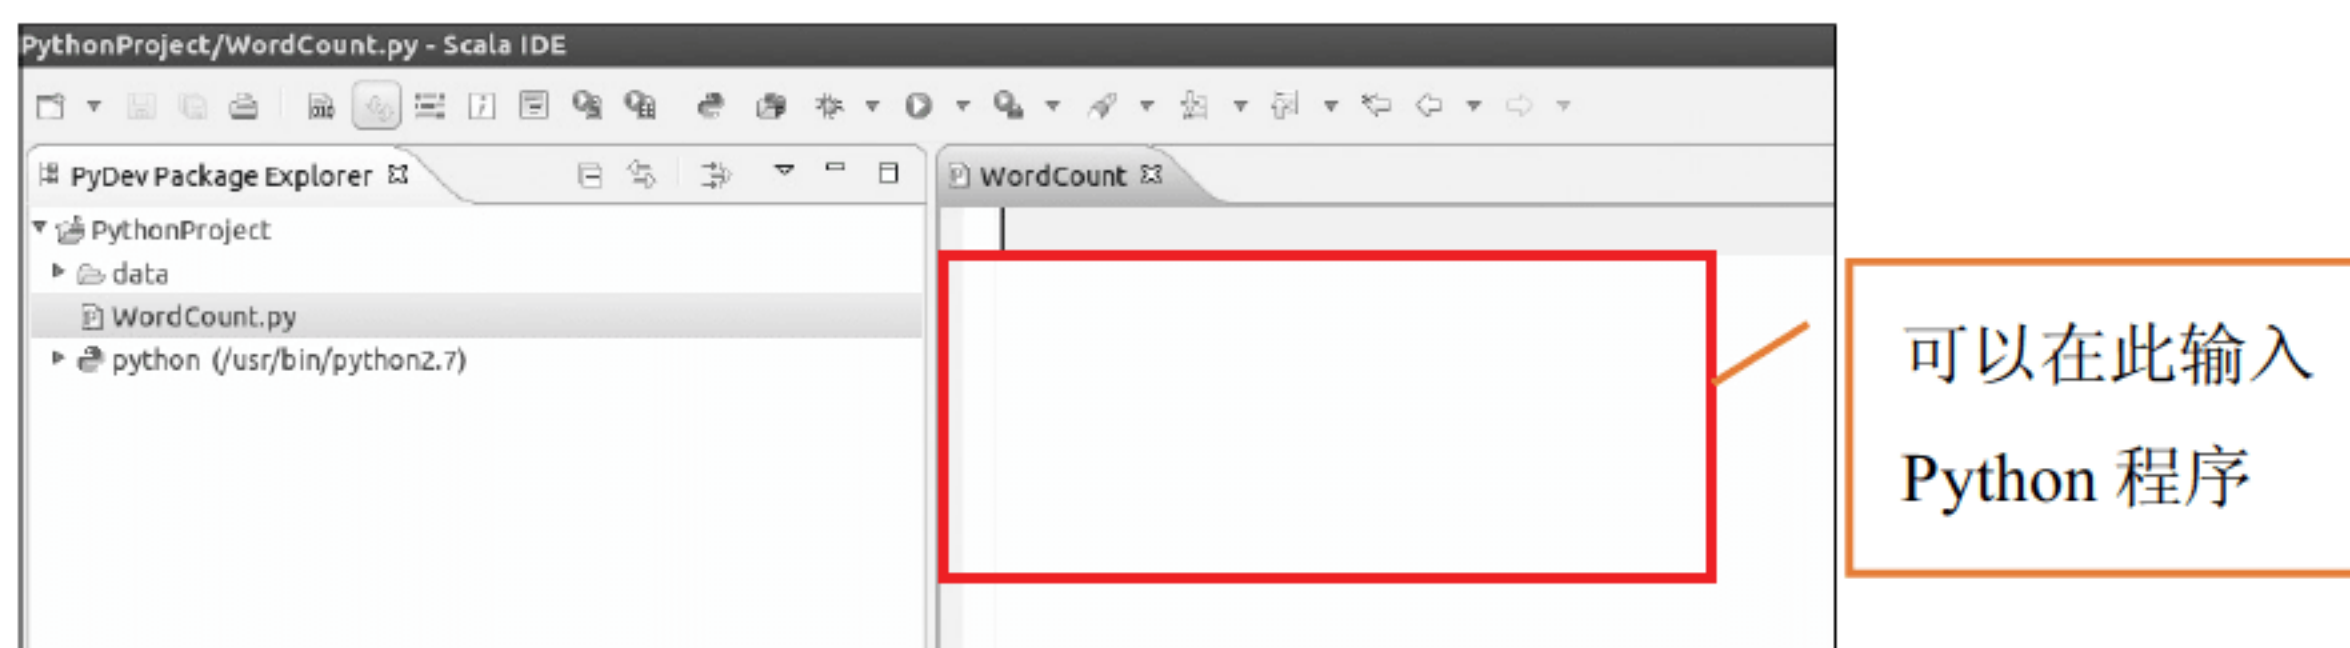 PythonProject/WordCount.py - Scala IDE
PyDev Package Explorer
WordCount
PythonProject
data
WordCount.py
python (/usr/bin/python2.7)
可以在此输入
Python 程序